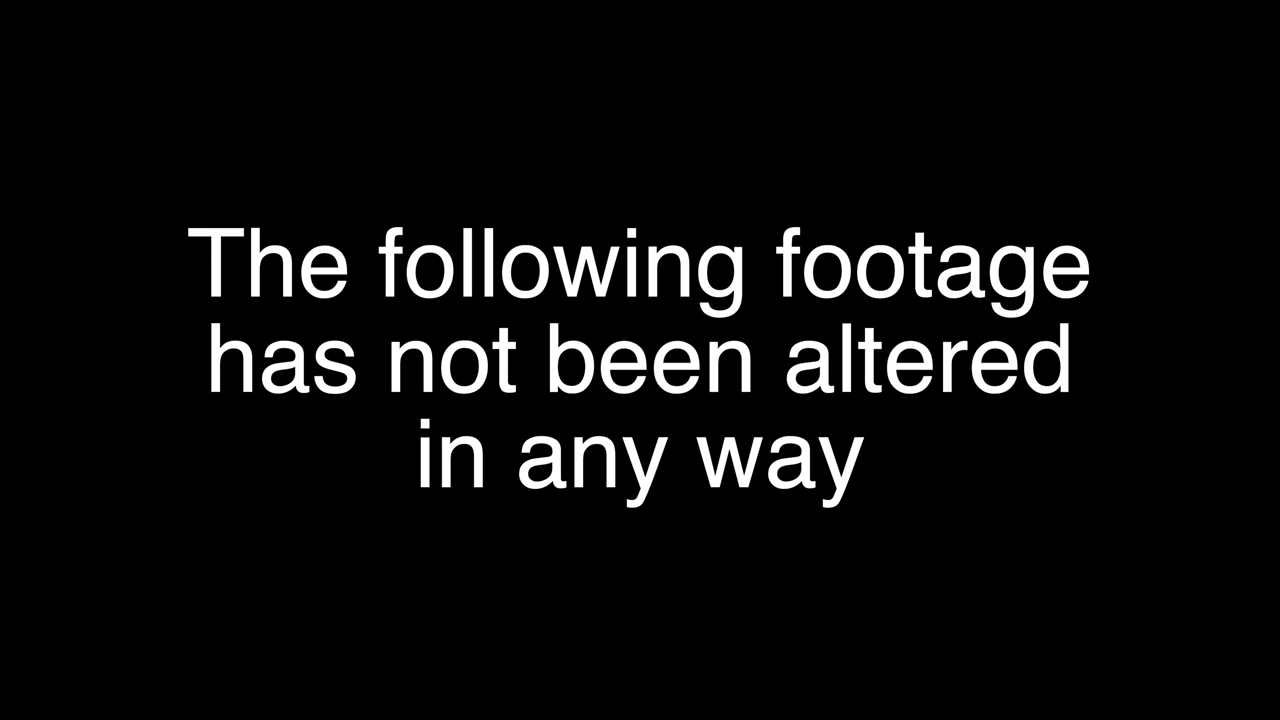 The following footage
has not been altered
in any way